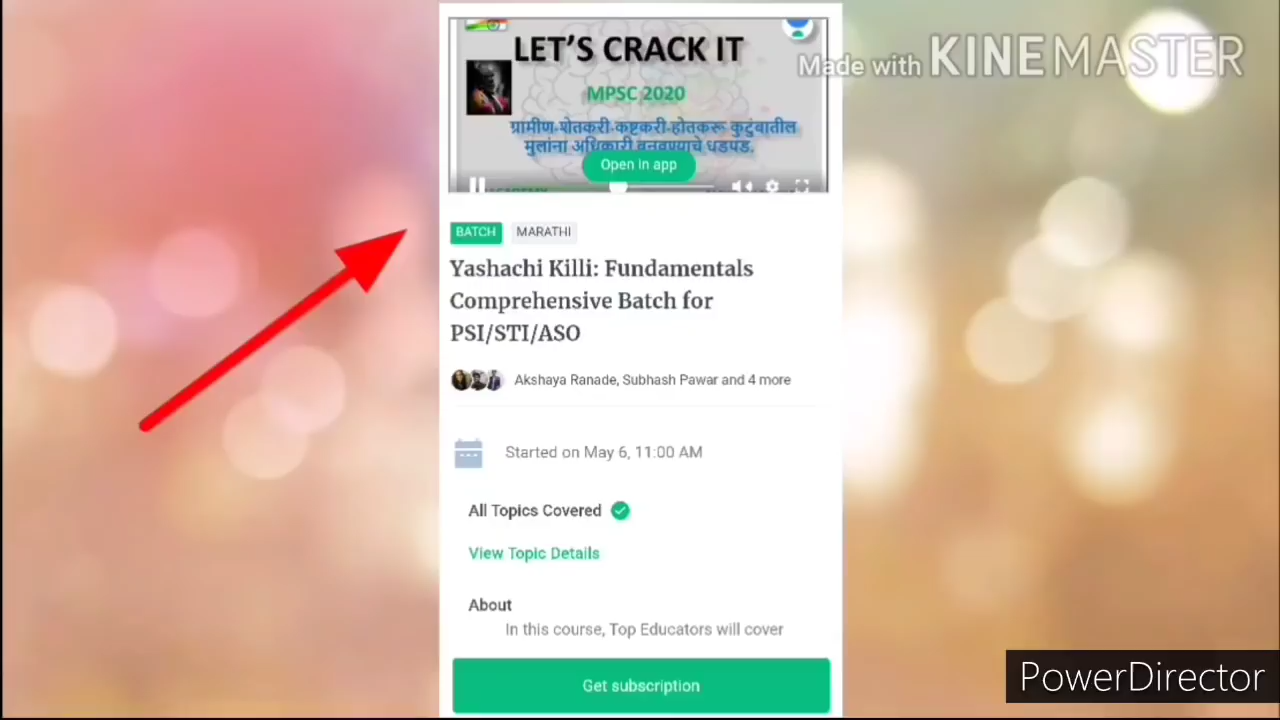 LET'S CRACK IT
Made with KINEMASTER
MPSC 2020
ग्रामीण-शेतकरी-कष्टकरी-होतकरू कुटुंबातील
मुलांना अधिकारी बनवण्याचे धडपड.
Open in app
BATCH MARATHI
Yashachi Killi: Fundamentals
Comprehensive Batch for
PSI/STI/ASO
Akshaya Ranade, Subhash Pawar and 4 more
Started on May 6, 11:00 AM
All Topics Covered
View Topic Details
About
In this course, Top Educators will cover
Get subscription
PowerDirector